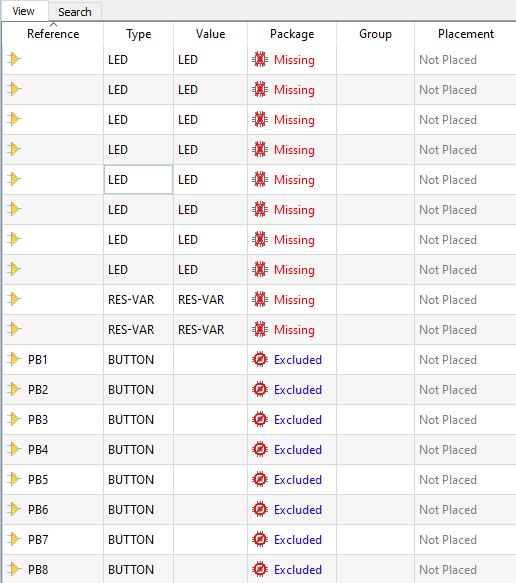 View Search
Reference Type Value Package Group Placement
LED LED Missing Not Placed
LED LED Missing Not Placed
LED LED Missing Not Placed
LED LED Missing Not Placed
LED LED Missing Not Placed
LED LED Missing Not Placed
LED LED Missing Not Placed
LED LED Missing Not Placed
RES-VAR RES-VAR Missing Not Placed
RES-VAR RES-VAR Missing Not Placed
PB1 BUTTON Excluded Not Placed
PB2 BUTTON Excluded Not Placed
PB3 BUTTON Excluded Not Placed
PB4 BUTTON Excluded Not Placed
PB5 BUTTON Excluded Not Placed
PB6 BUTTON Excluded Not Placed
PB7 BUTTON Excluded Not Placed
PB8 BUTTON Excluded Not Placed